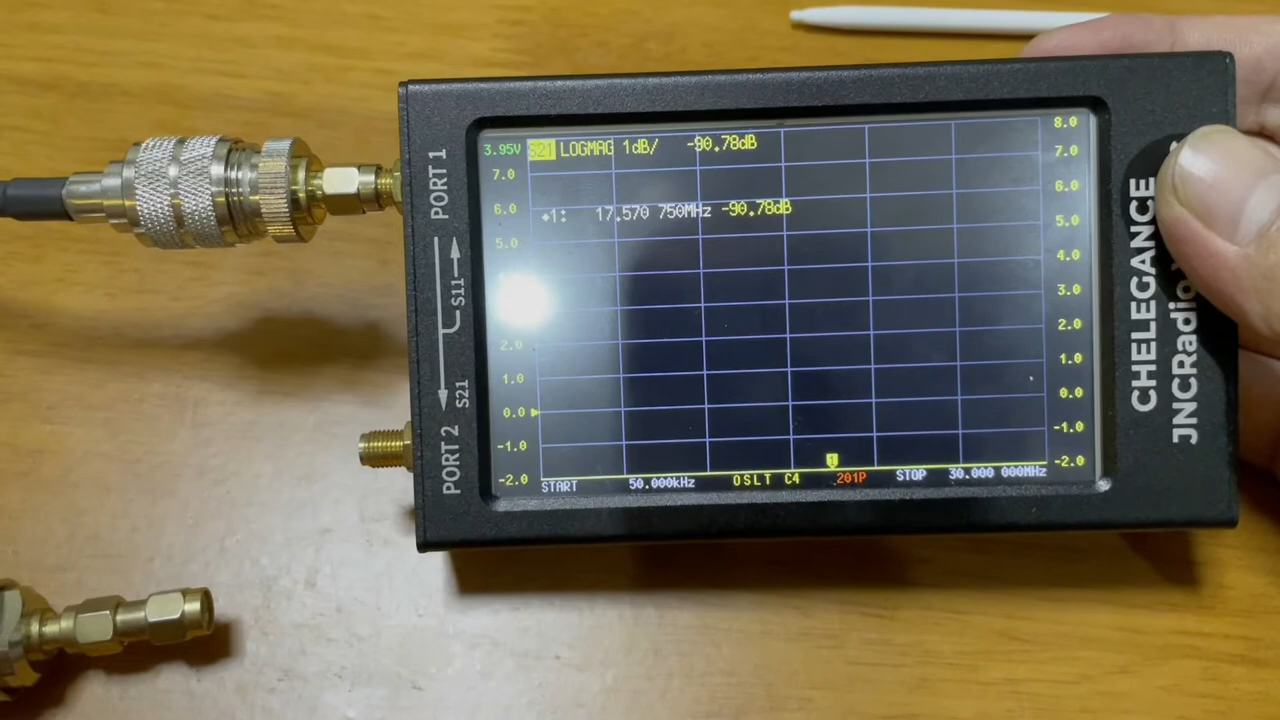 PORT 1
S11
S21
PORT 2
3.95V S21 LOGMAG 1dB/ -90.78dB
1: 17.570 750MHz -90.78dB
7.0
6.0
5.0
2.0
1.0
0.0
-1.0
-2.0
8.0
7.0
6.0
5.0
4.0
3.0
2.0
1.0
0.0
-1.0
-2.0
1
START 50.000kHz OSLT C4 201P STOP 30.000 000MHz
CHELEGANCE
JNCRadio